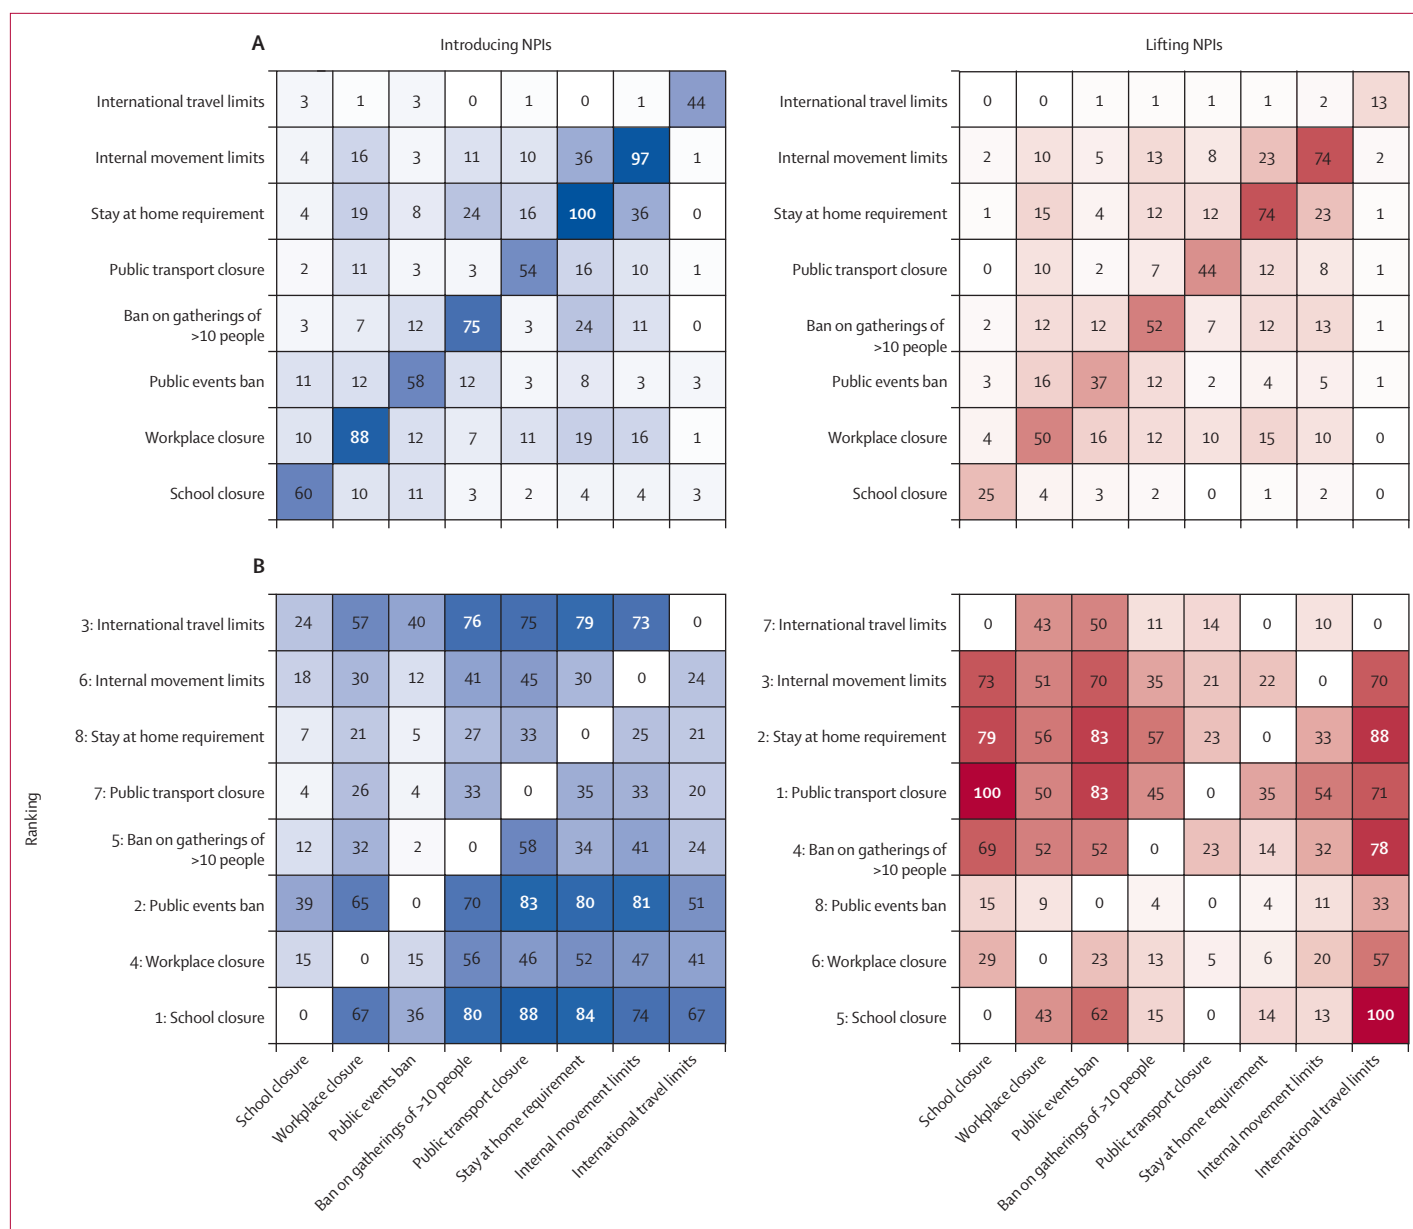 A
Introducing NPIs
Lifting NPIs
International travel limits 3 1 3 0 1 0 1 44
Internal movement limits 4 16 3 11 10 36 97 1
Stay at home requirement 4 19 8 24 16 100 36 0
Public transport closure 2 11 3 3 54 16 10 1
Ban on gatherings of
>10 people 3 7 12 75 3 24 11 0
Public events ban 11 12 58 12 3 8 3 3
Workplace closure 10 88 12 7 11 19 16 1
School closure 60 10 11 3 2 4 4 3
International travel limits 0 0 1 1 1 1 2 13
Internal movement limits 2 10 5 13 8 23 74 2
Stay at home requirement 1 15 4 12 12 74 23 1
Public transport closure 0 10 2 7 44 12 8 1
Ban on gatherings of
>10 people 2 12 12 52 7 12 13 1
Public events ban 3 16 37 12 2 4 5 1
Workplace closure 4 50 16 12 10 15 10 0
School closure 25 4 3 2 0 1 2 0
B
Ranking
3: International travel limits 24 57 40 76 75 79 73 0
6: Internal movement limits 18 30 12 41 45 30 0 24
8: Stay at home requirement 7 21 5 27 33 0 25 21
7: Public transport closure 4 26 4 33 0 35 33 20
5: Ban on gatherings of
>10 people 12 32 2 0 58 34 41 24
2: Public events ban 39 65 0 70 83 80 81 51
4: Workplace closure 15 0 15 56 46 52 47 41
1: School closure 0 67 36 80 88 84 74 67
School closure
Workplace closure
Public events ban
Ban on gatherings of >10 people
Public transport closure
Stay at home requirement
Internal movement limits
International travel limits
7: International travel limits 0 43 50 11 14 0 10 0
3: Internal movement limits 73 51 70 35 21 22 0 70
2: Stay at home requirement 79 56 83 57 23 0 33 88
1: Public transport closure 100 50 83 45 0 35 54 71
4: Ban on gatherings of
>10 people 69 52 52 0 23 14 32 78
8: Public events ban 15 9 0 4 0 4 11 33
6: Workplace closure 29 0 23 13 5 6 20 57
5: School closure 0 43 62 15 0 14 13 100
School closure
Workplace closure
Public events ban
Ban on gatherings of >10 people
Public transport closure
Stay at home requirement
Internal movement limits
International travel limits